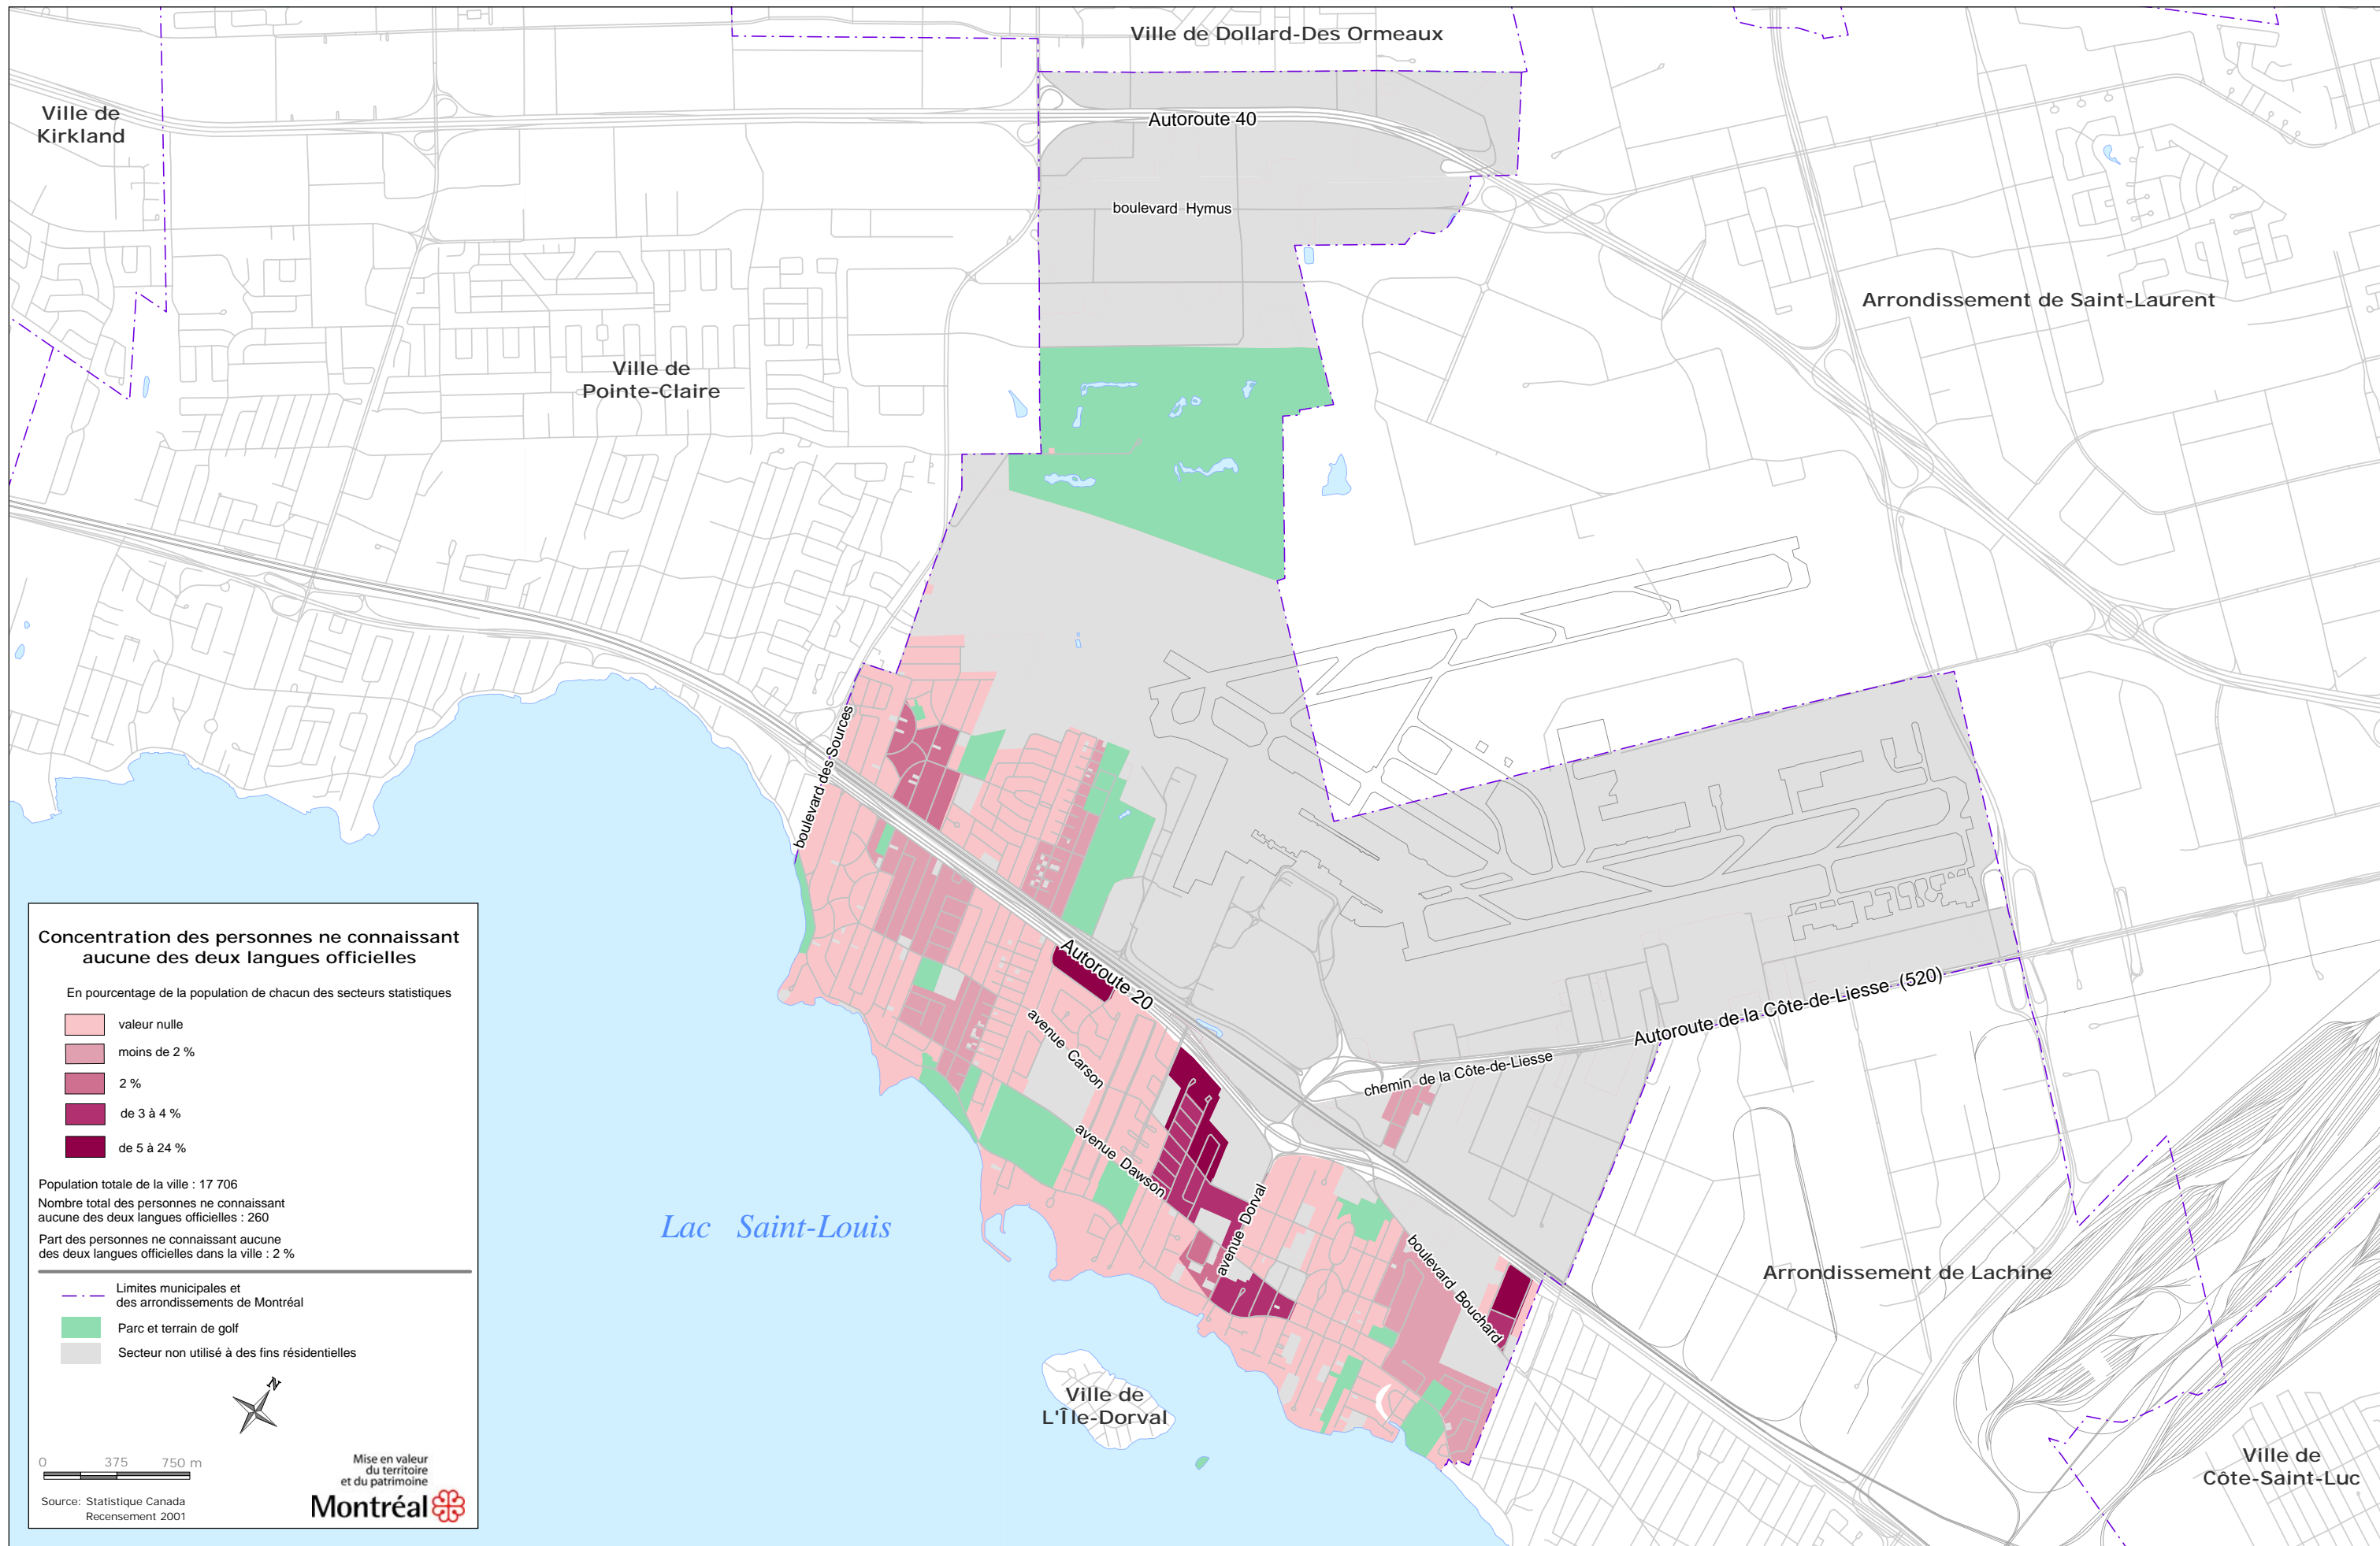 Ville de Dollard-Des Ormeaux
Ville de
Kirkland
Autoroute 40
boulevard Hymus
Arrondissement de Saint-Laurent
Ville de
Pointe-Claire
boulevard des Sources
Autoroute 20
avenue Carson
avenue Dawson
avenue Dorval
boulevard Bouchard
chemin de la Côte-de-Liesse
Autoroute de la Côte-de-Liesse (520)
Lac Saint-Louis
Arrondissement de Lachine
Ville de
L'Île-Dorval
Ville de
Côte-Saint-Luc
Concentration des personnes ne connaissant
aucune des deux langues officielles
En pourcentage de la population de chacun des secteurs statistiques
valeur nulle
moins de 2 %
2 %
de 3 à 4 %
de 5 à 24 %
Population totale de la ville : 17 706
Nombre total des personnes ne connaissant
aucune des deux langues officielles : 260
Part des personnes ne connaissant aucune
des deux langues officielles dans la ville : 2 %
Limites municipales et
des arrondissements de Montréal
Parc et terrain de golf
Secteur non utilisé à des fins résidentielles
N
0 375 750 m
Mise en valeur
du territoire
et du patrimoine
Montréal
Source: Statistique Canada
Recensement 2001